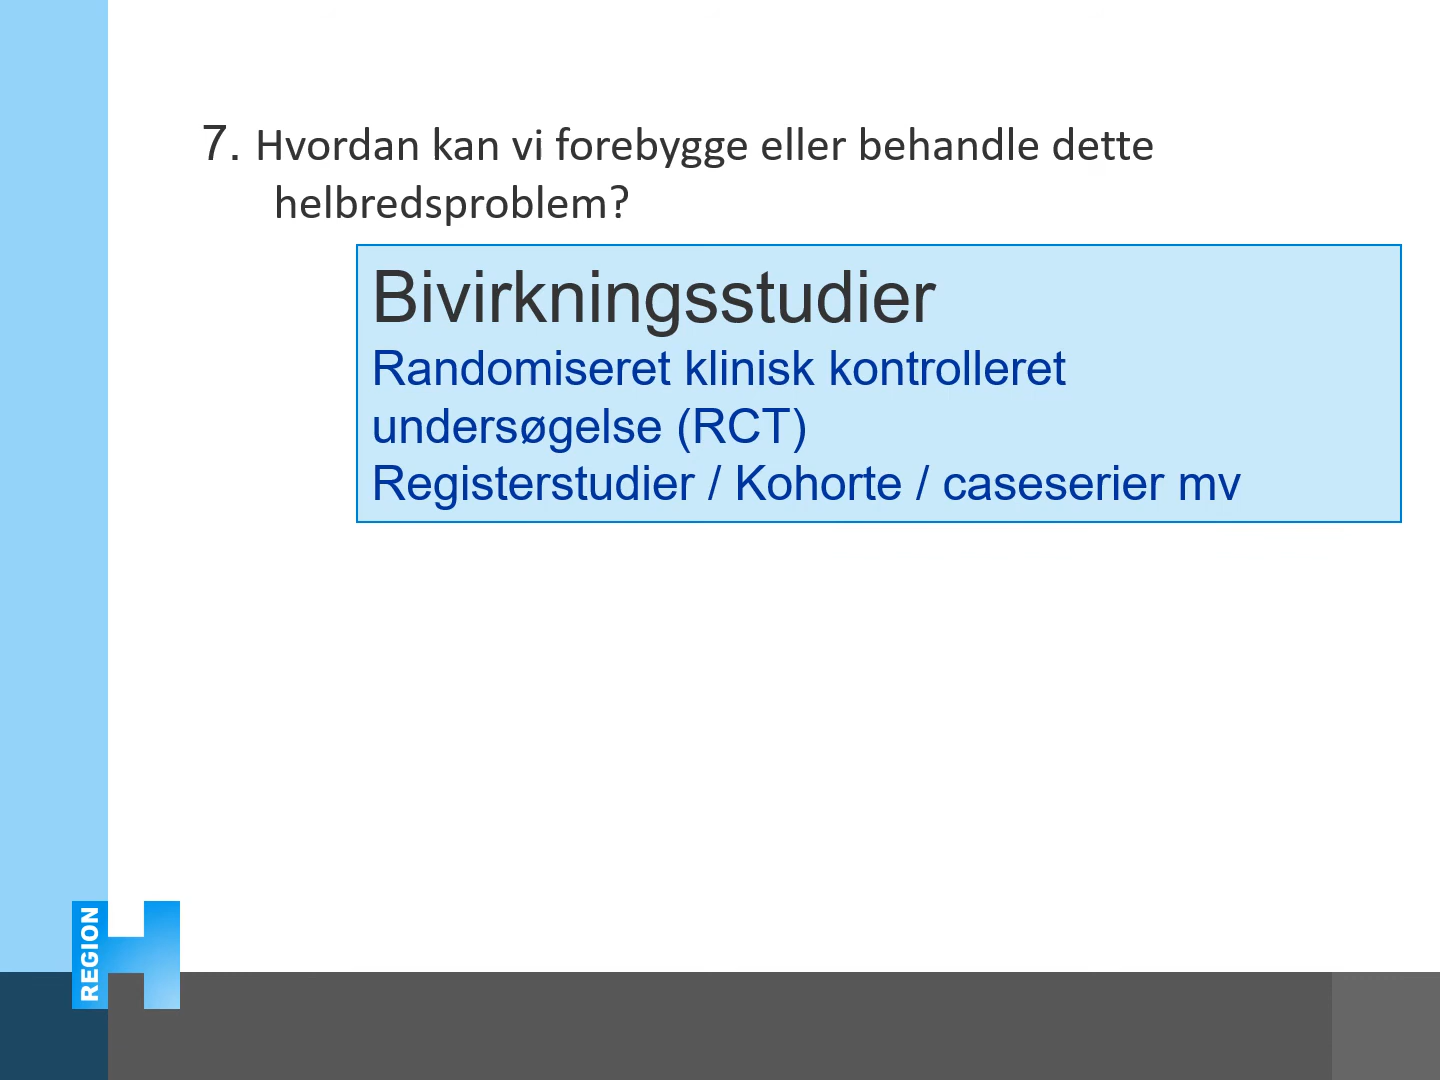 7. Hvordan kan vi forebygge eller behandle dette
helbredsproblem?
Bivirkningsstudier
Randomiseret klinisk kontrolleret
undersøgelse (RCT)
Registerstudier / Kohorte / caseserier mv
REGION
H